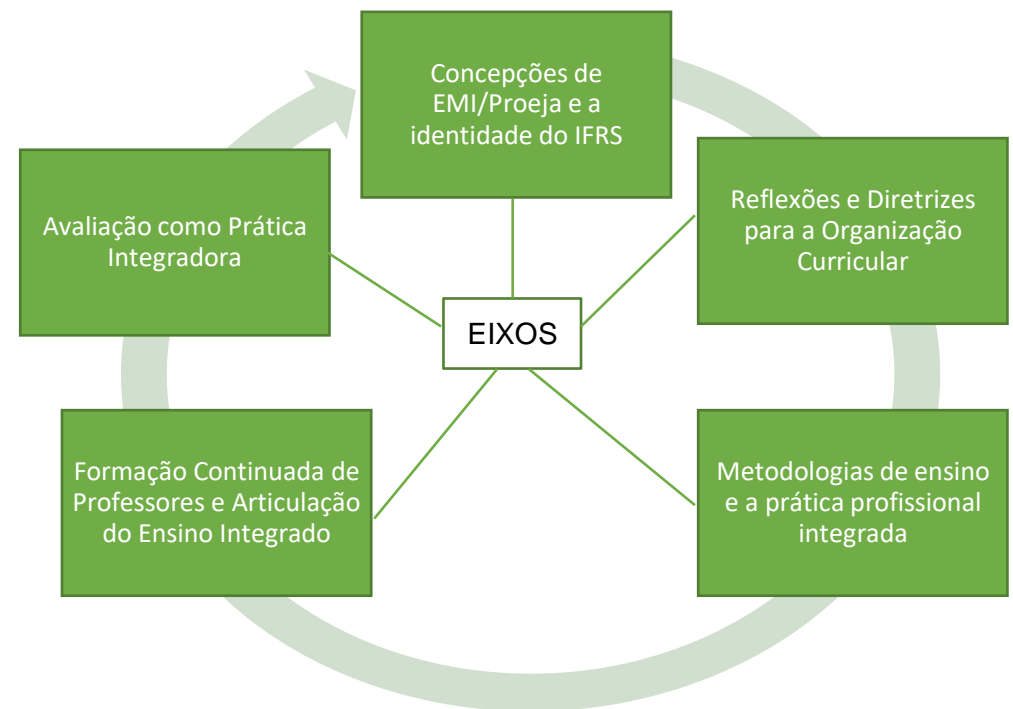 Concepções de
EMI/Proeja e a
identidade do IFRS
Reflexões e Diretrizes
para a Organização
Curricular
Metodologias de ensino
e a prática profissional
integrada
Formação Continuada de
Professores e Articulação
do Ensino Integrado
Avaliação como Prática
Integradora
EIXOS